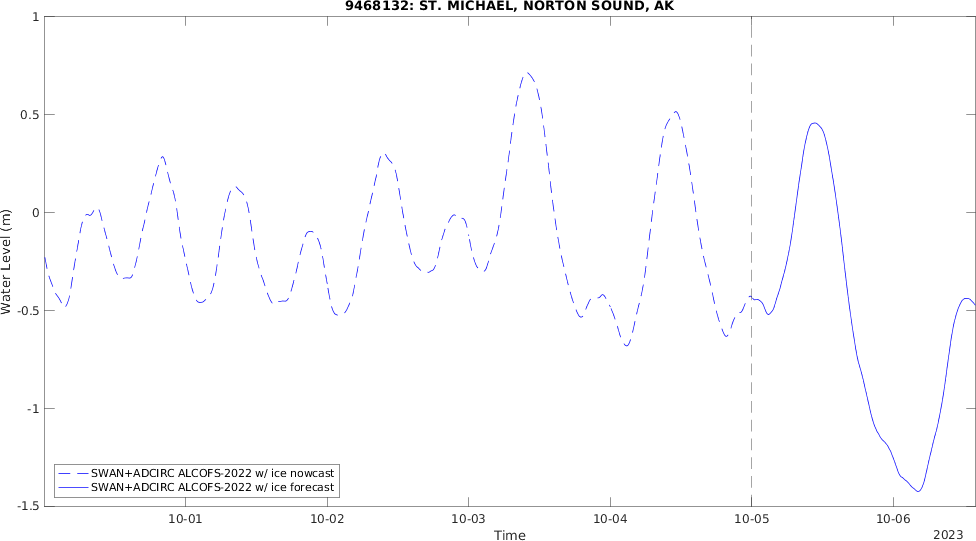 9468132: ST. MICHAEL, NORTON SOUND, AK
Water Level (m)
1
0.5
0
-0.5
-1
-1.5
SWAN+ADCIRC ALCOFS-2022 w/ ice nowcast
SWAN+ADCIRC ALCOFS-2022 w/ ice forecast
10-01 10-02 10-03 10-04 10-05 10-06
Time
2023